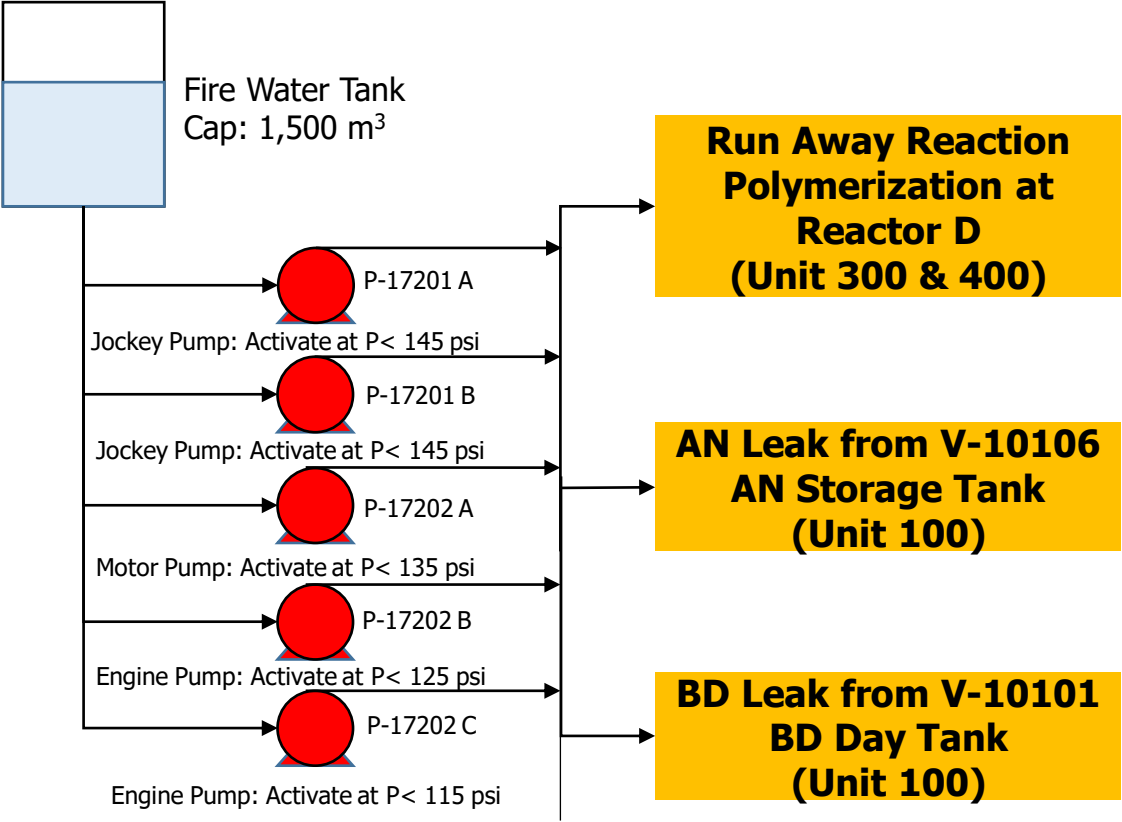 Fire Water Tank
Cap: 1,500 m³
Run Away Reaction
Polymerization at
Reactor D
(Unit 300 & 400)
P-17201 A
Jockey Pump: Activate at P< 145 psi
P-17201 B
Jockey Pump: Activate at P< 145 psi
AN Leak from V-10106
AN Storage Tank
(Unit 100)
P-17202 A
Motor Pump: Activate at P< 135 psi
P-17202 B
Engine Pump: Activate at P< 125 psi
BD Leak from V-10101
BD Day Tank
(Unit 100)
P-17202 C
Engine Pump: Activate at P< 115 psi